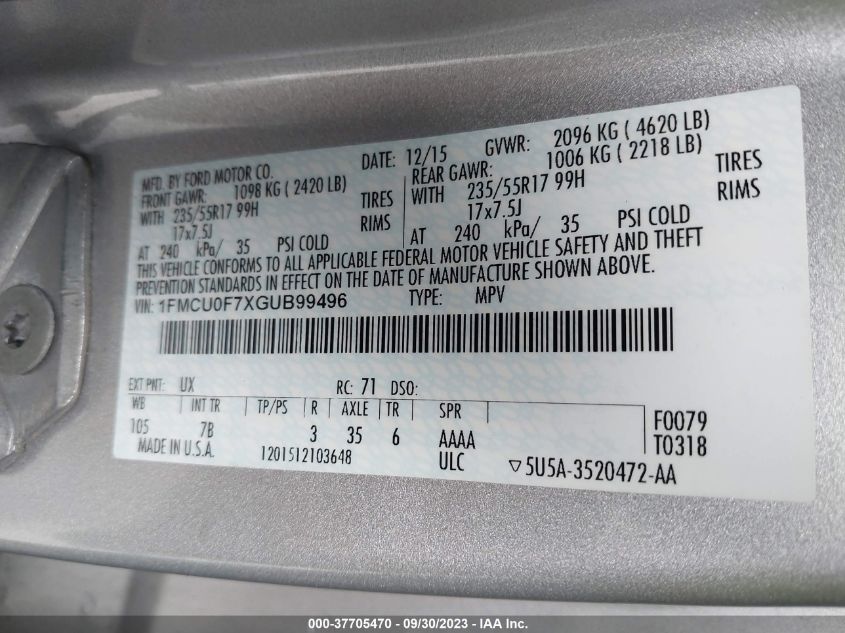 MFD. BY FORD MOTOR CO.
DATE: 12/15 GVWR: 2096 KG ( 4620 LB)
FRONT GAWR: 1098 KG ( 2420 LB)
WITH 235/55R17 99H TIRES
17x7.5J RIMS
AT 240 kPa/ 35 PSI COLD
REAR GAWR: 1006 KG ( 2218 LB)
WITH 235/55R17 99H TIRES
17x7.5J RIMS
AT 240 kPa/ 35 PSI COLD
THIS VEHICLE CONFORMS TO ALL APPLICABLE FEDERAL MOTOR VEHICLE SAFETY AND THEFT
PREVENTION STANDARDS IN EFFECT ON THE DATE OF MANUFACTURE SHOWN ABOVE.
VIN: 1FMCU0F7XGUB99496 TYPE: MPV
EXT PNT: UX RC: 71 DSO:
WB INT TR TP/PS R AXLE TR SPR
105 7B 3 35 6 AAAA
F0079
T0318
MADE IN U.S.A. 1201512103648 ULC ▽5U5A-3520472-AA
000-37705470 - 09/30/2023 - IAA Inc.